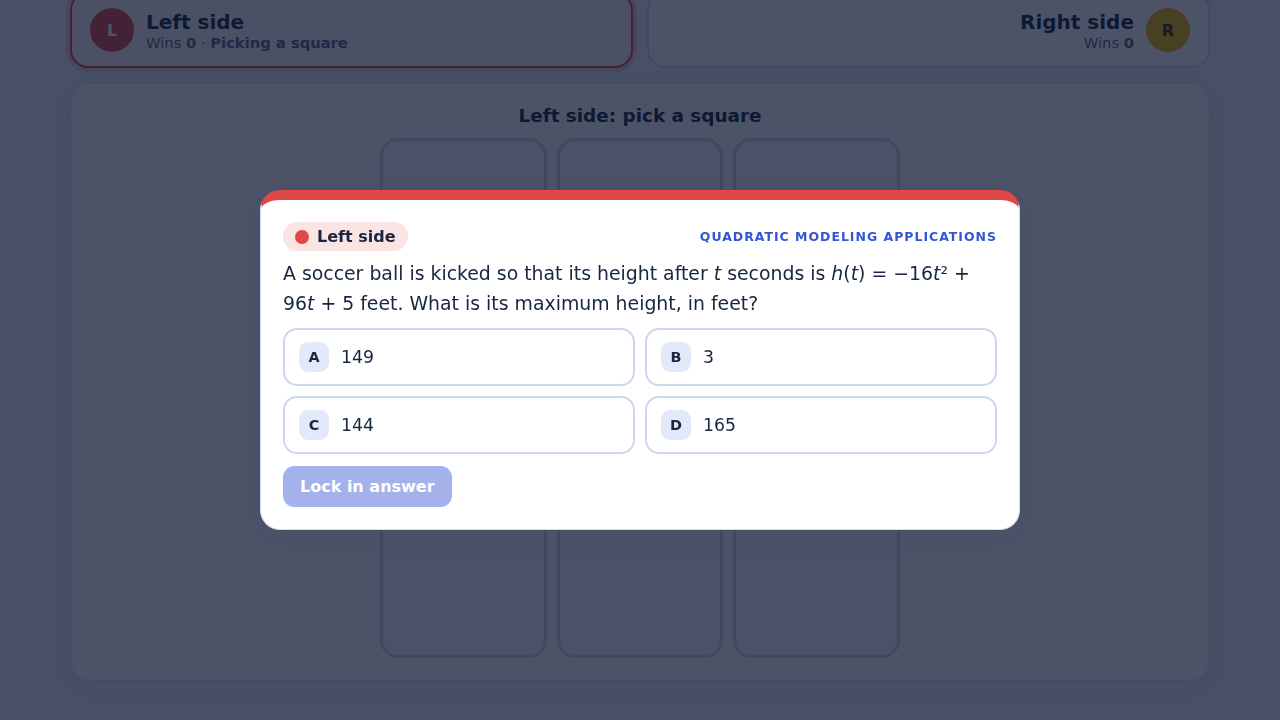 L
Left side
Wins 0 · Picking a square
Right side
Wins 0
R
Left side: pick a square
Left side
QUADRATIC MODELING APPLICATIONS
A soccer ball is kicked so that its height after t seconds is h(t) = −16t² +
96t + 5 feet. What is its maximum height, in feet?
A 149
B 3
C 144
D 165
Lock in answer